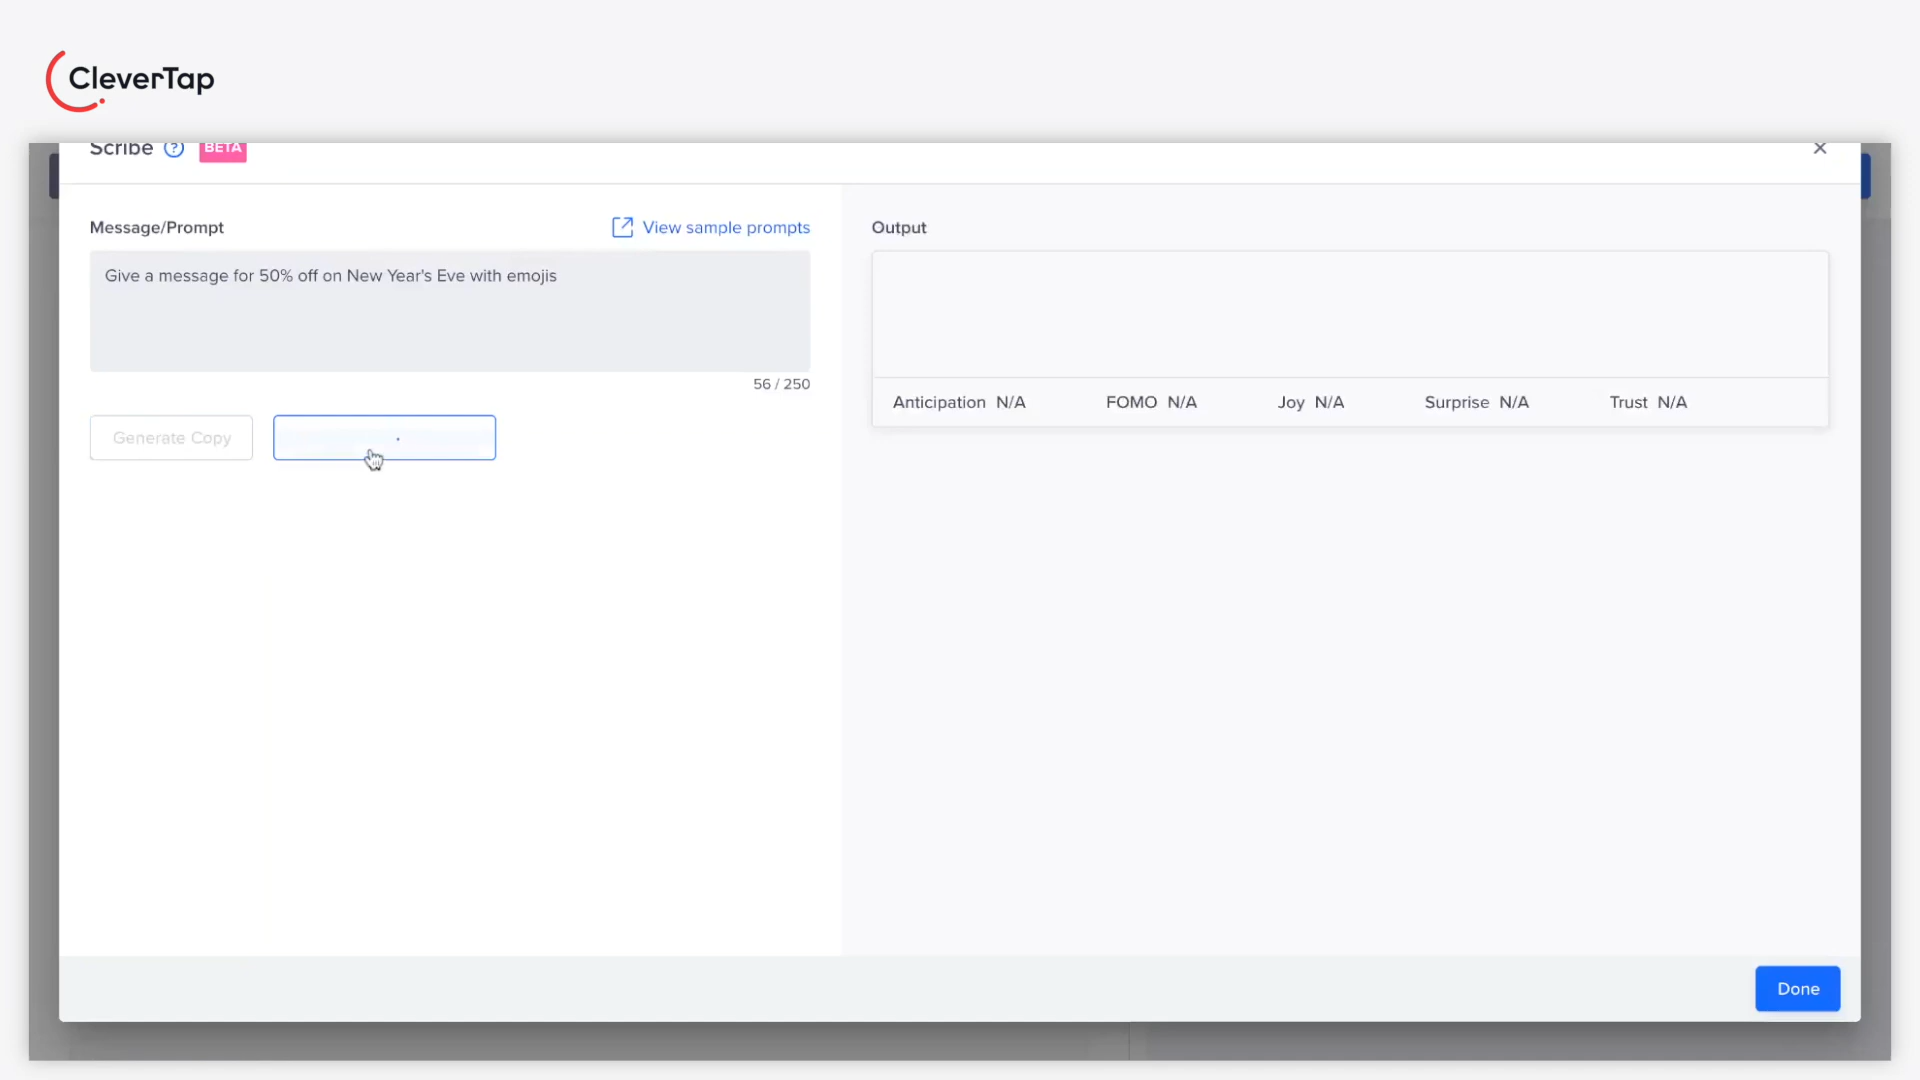 CleverTap
Scribe ? BETA
×
Message/Prompt
View sample prompts
Give a message for 50% off on New Year's Eve with emojis
56 / 250
Generate Copy
Output
Anticipation N/A FOMO N/A Joy N/A Surprise N/A Trust N/A
Done